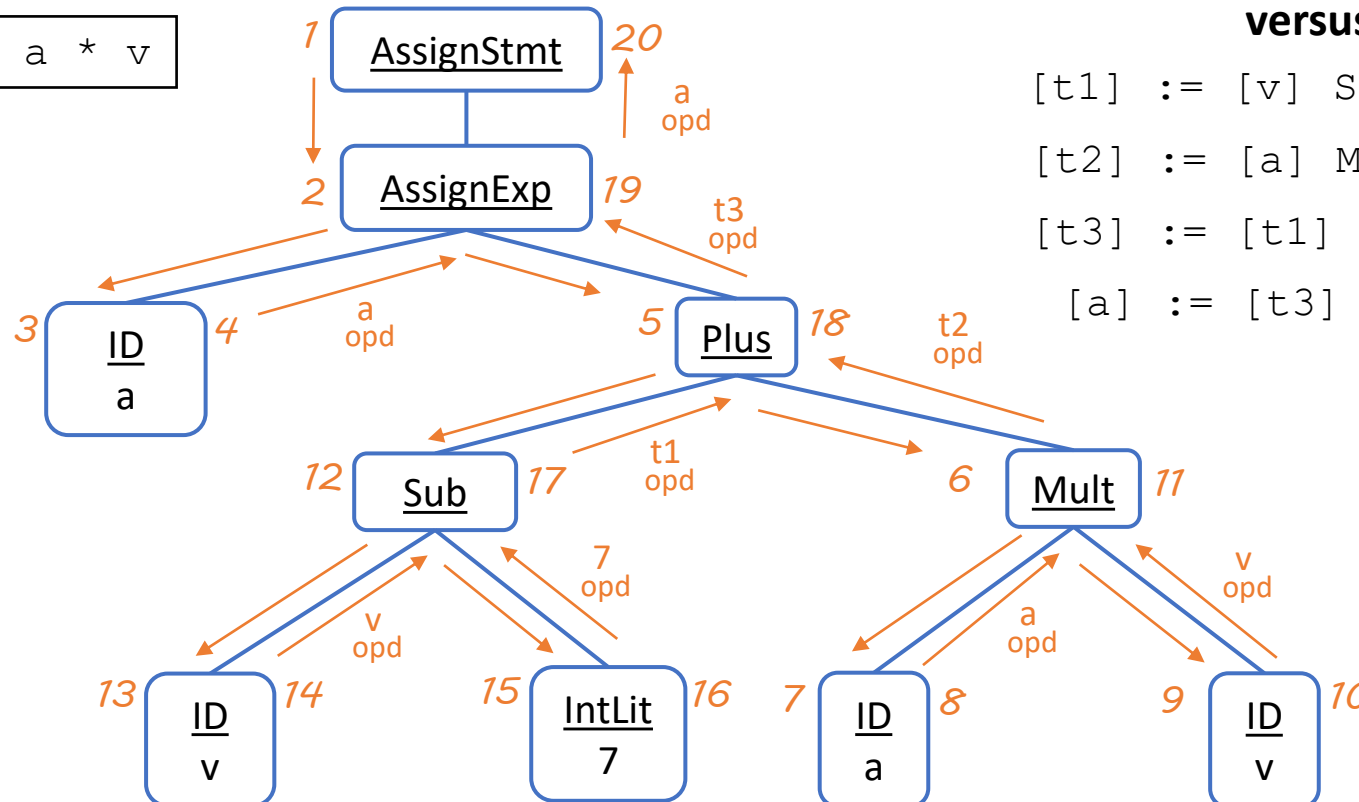 a * v
versus
[t1] := [v] S
[t2] := [a] M
[t3] := [t1]
[a] := [t3]
1 AssignStmt 20
a
opd
2 AssignExp 19
t3
opd
3 ID 4
a
a
opd
5 Plus 18
t2
opd
12 Sub 17
t1
opd
6 Mult 11
7
opd
v
opd
v
opd
a
opd
13 ID 14
v
15 IntLit 16
7
7 ID 8
a
9 ID 10
v